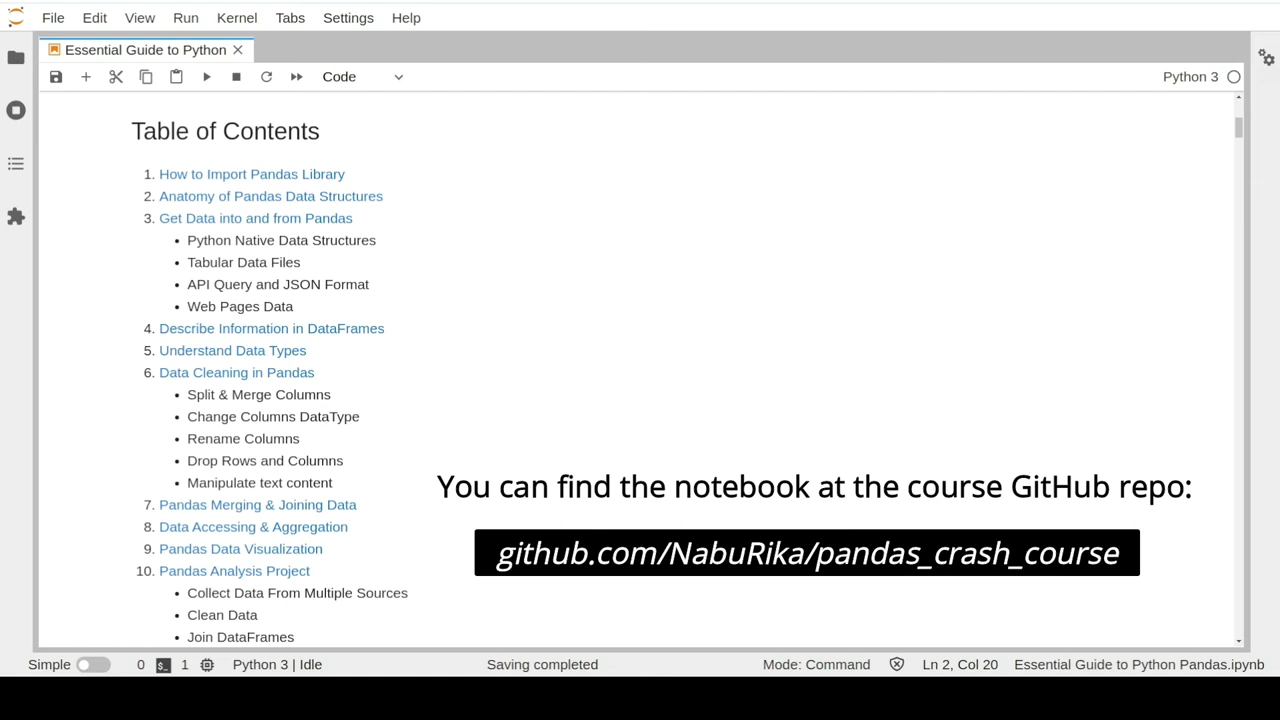 File Edit View Run Kernel Tabs Settings Help
Essential Guide to Python
Code
Python 3
Table of Contents
1. How to Import Pandas Library
2. Anatomy of Pandas Data Structures
3. Get Data into and from Pandas
• Python Native Data Structures
• Tabular Data Files
• API Query and JSON Format
• Web Pages Data
4. Describe Information in DataFrames
5. Understand Data Types
6. Data Cleaning in Pandas
• Split & Merge Columns
• Change Columns DataType
• Rename Columns
• Drop Rows and Columns
• Manipulate text content
7. Pandas Merging & Joining Data
8. Data Accessing & Aggregation
9. Pandas Data Visualization
10. Pandas Analysis Project
• Collect Data From Multiple Sources
• Clean Data
• Join DataFrames
You can find the notebook at the course GitHub repo:
github.com/NabuRika/pandas_crash_course
Simple 0 $_ 1 Python 3 | Idle Saving completed Mode: Command Ln 2, Col 20 Essential Guide to Python Pandas.ipynb